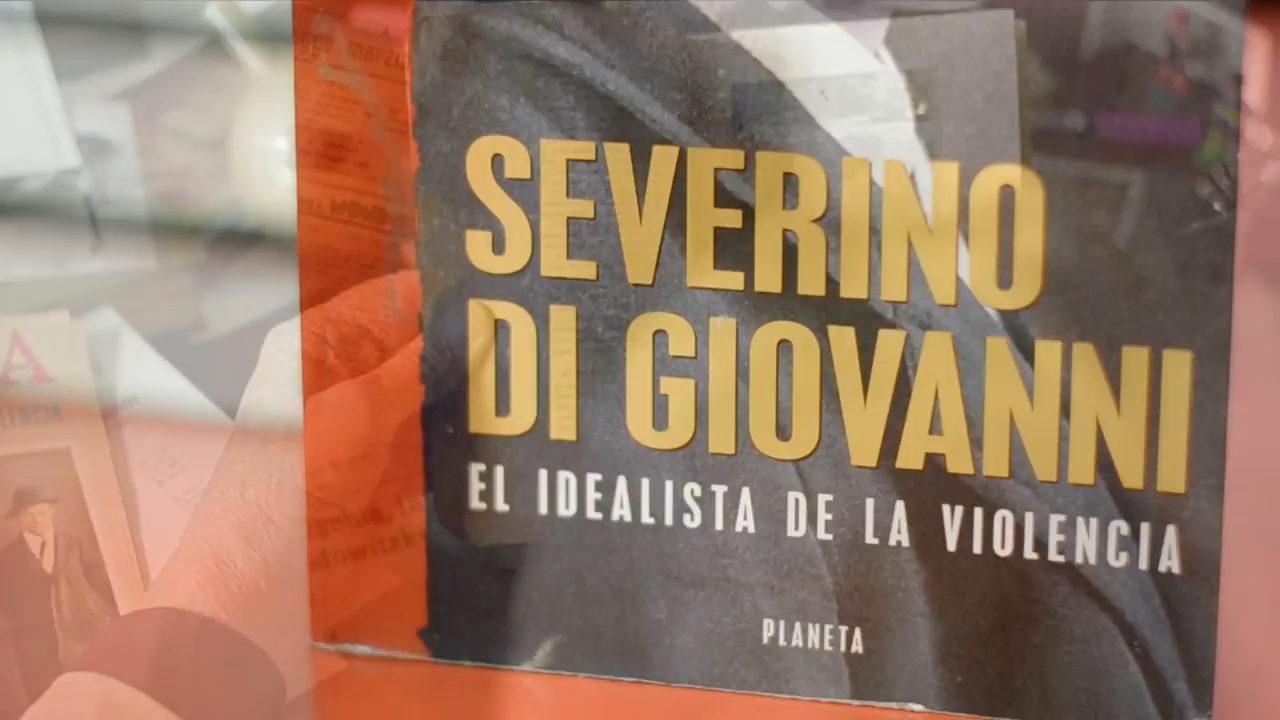 SEVERINO
DI GIOVANNI
EL IDEALISTA DE LA VIOLENCIA
PLANETA
A